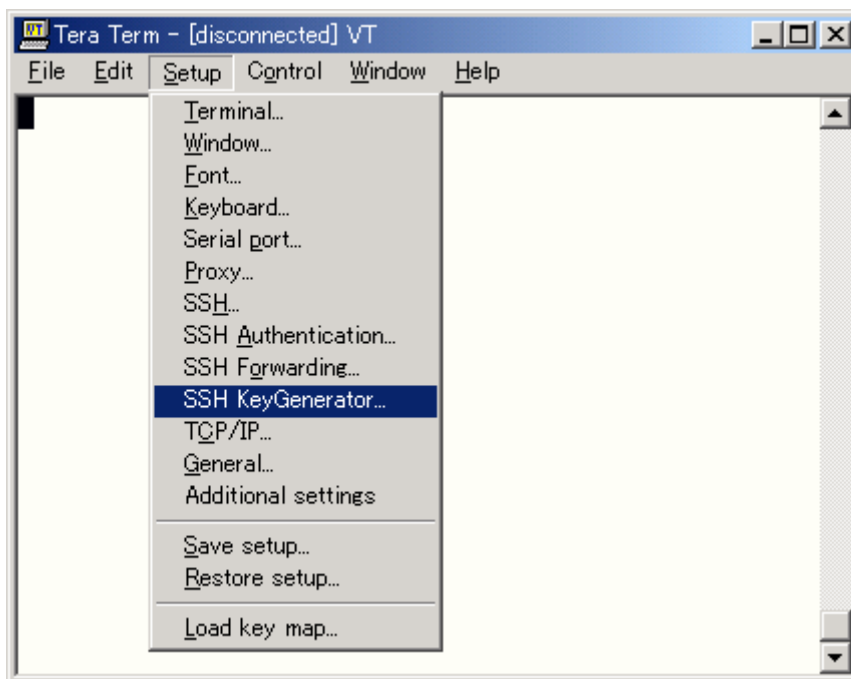 Tera Term - [disconnected] VT
File Edit Setup Control Window Help
Terminal...
Window...
Font...
Keyboard...
Serial port...
Proxy...
SSH...
SSH Authentication...
SSH Forwarding...
SSH KeyGenerator...
TCP/IP...
General...
Additional settings
Save setup...
Restore setup...
Load key map...